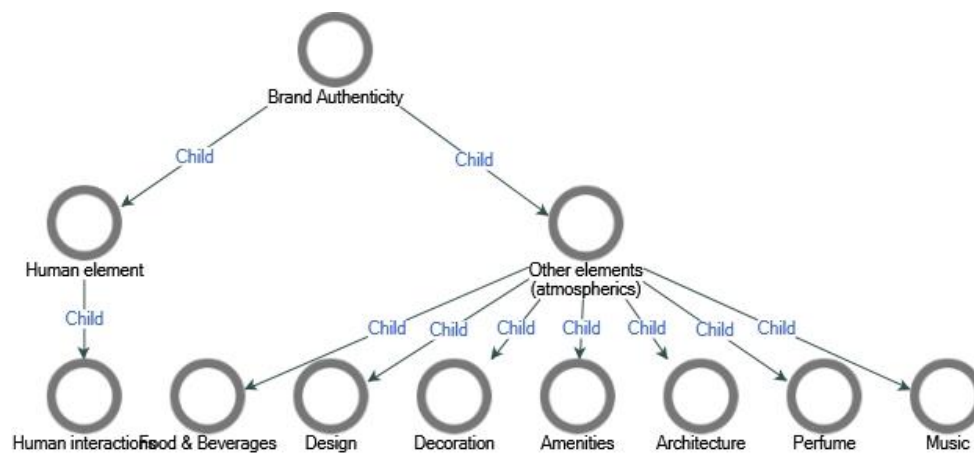 Brand Authenticity
Child
Child
Human element
Other elements
(atmospherics)
Child
Child
Child
Child
Child
Child
Child
Child
Human interactions
Food & Beverages
Design
Decoration
Amenities
Architecture
Perfume
Music